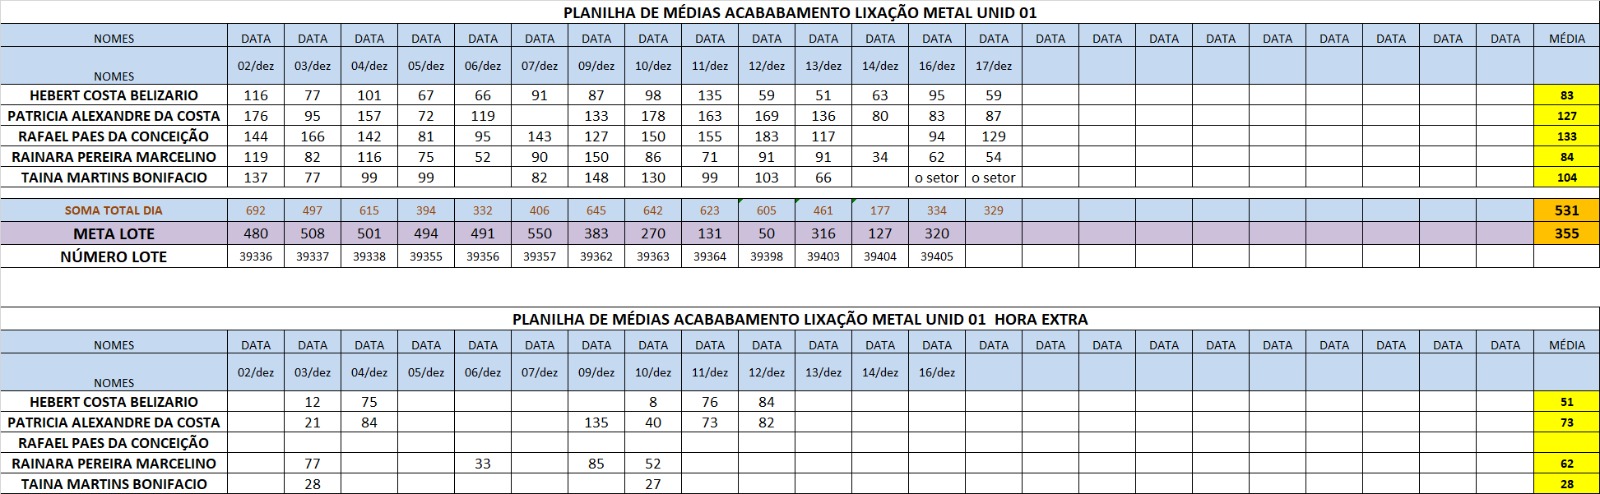 PLANILHA DE MÉDIAS ACABABAMENTO LIXAÇÃO METAL UNID 01
NOMES DATA DATA DATA DATA DATA DATA DATA DATA DATA DATA DATA DATA DATA DATA DATA DATA DATA DATA DATA DATA DATA DATA DATA MÉDIA
NOMES 02/dez 03/dez 04/dez 05/dez 06/dez 07/dez 09/dez 10/dez 11/dez 12/dez 13/dez 14/dez 16/dez 17/dez
HEBERT COSTA BELIZARIO 116 77 101 67 66 91 87 98 135 59 51 63 95 59 83
PATRICIA ALEXANDRE DA COSTA 176 95 157 72 119 133 178 163 169 136 80 83 87 127
RAFAEL PAES DA CONCEIÇÃO 144 166 142 81 95 143 127 150 155 183 117 94 129 133
RAINARA PEREIRA MARCELINO 119 82 116 75 52 90 150 86 71 91 91 34 62 54 84
TAINA MARTINS BONIFACIO 137 77 99 99 82 148 130 99 103 66 o setor o setor 104
SOMA TOTAL DIA 692 497 615 394 332 406 645 642 623 605 461 177 334 329 531
META LOTE 480 508 501 494 491 550 383 270 131 50 316 127 320 355
NÚMERO LOTE 39336 39337 39338 39355 39356 39357 39362 39363 39364 39398 39403 39404 39405
PLANILHA DE MÉDIAS ACABABAMENTO LIXAÇÃO METAL UNID 01 HORA EXTRA
NOMES DATA DATA DATA DATA DATA DATA DATA DATA DATA DATA DATA DATA DATA DATA DATA DATA DATA DATA DATA DATA DATA DATA DATA MÉDIA
NOMES 02/dez 03/dez 04/dez 05/dez 06/dez 07/dez 09/dez 10/dez 11/dez 12/dez 13/dez 14/dez 16/dez
HEBERT COSTA BELIZARIO 12 75 8 76 84 51
PATRICIA ALEXANDRE DA COSTA 21 84 135 40 73 82 73
RAFAEL PAES DA CONCEIÇÃO
RAINARA PEREIRA MARCELINO 77 33 85 52 62
TAINA MARTINS BONIFACIO 28 27 28